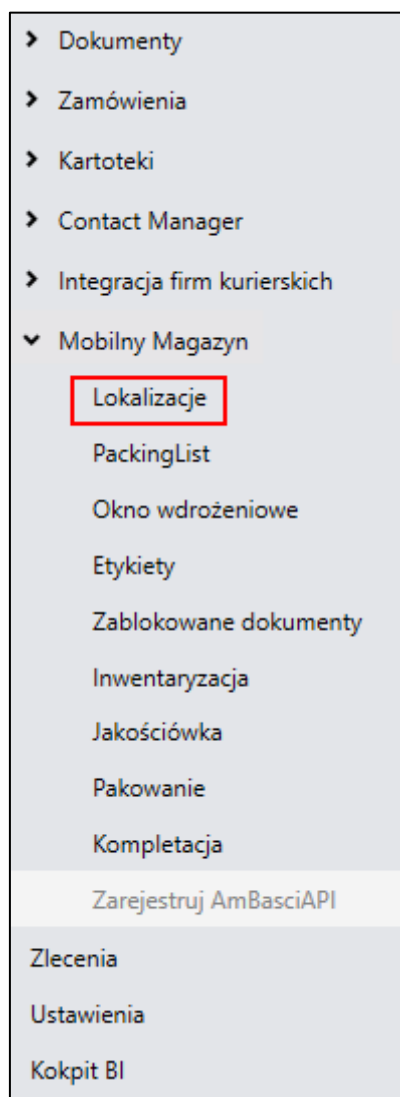 Dokumenty
Zamówienia
Kartoteki
Contact Manager
Integracja firm kurierskich
Mobilny Magazyn
Lokalizacje
PackingList
Okno wdrożeniowe
Etykiety
Zablokowane dokumenty
Inwentaryzacja
Jakościówka
Pakowanie
Kompletacja
Zarejestruj AmBasciAPI
Zlecenia
Ustawienia
Kokpit BI